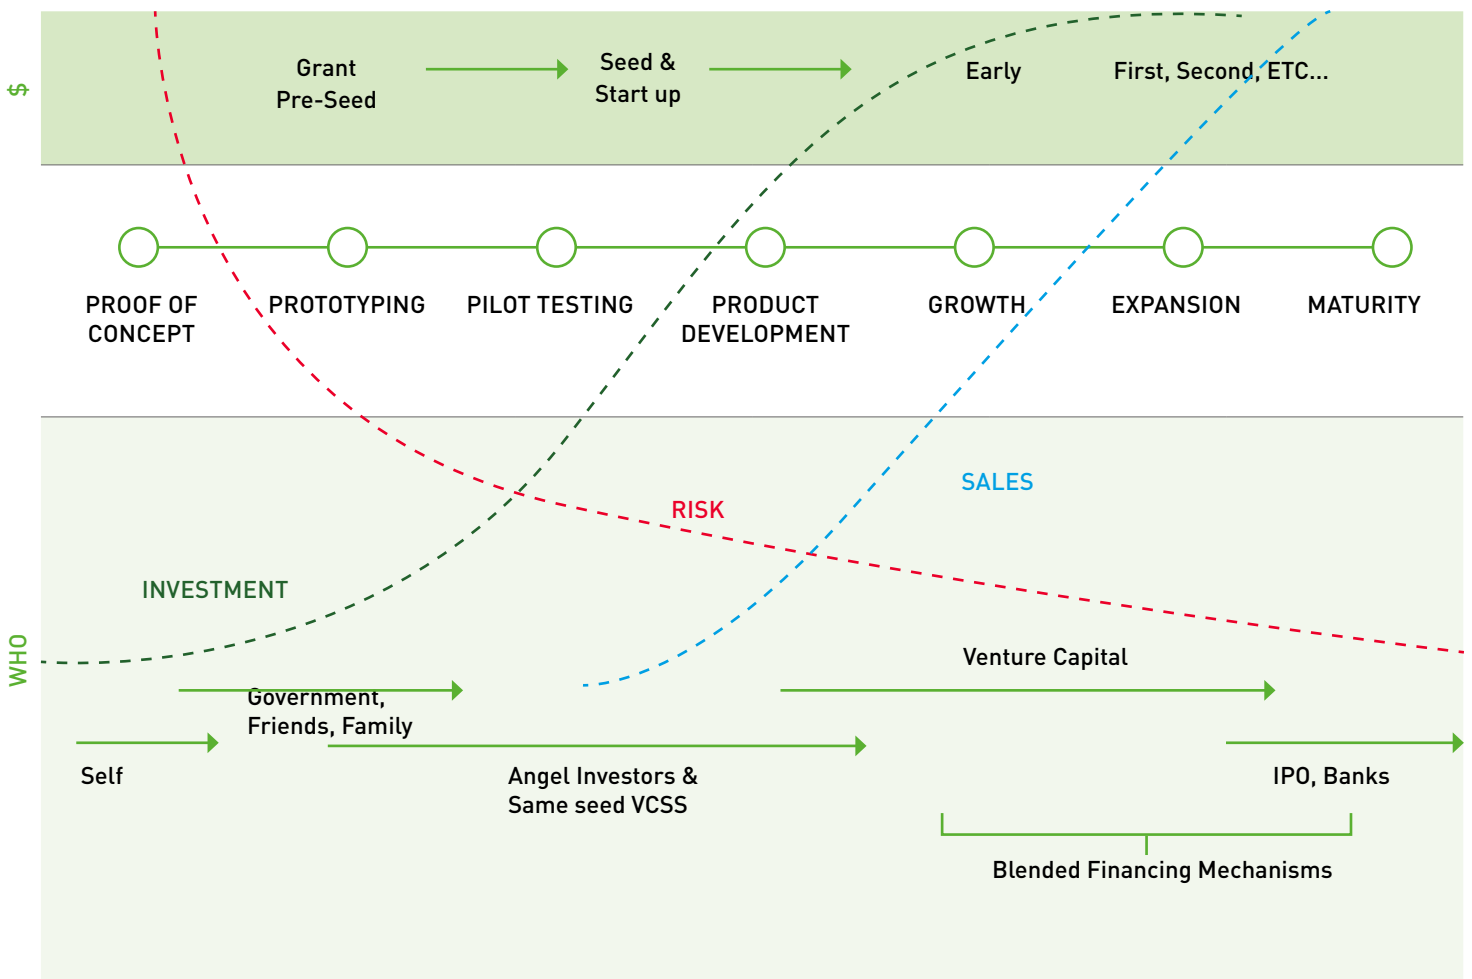 $
Grant
Pre-Seed
Seed &
Start up
Early
First, Second, ETC...
PROOF OF
CONCEPT
PROTOTYPING
PILOT TESTING
PRODUCT
DEVELOPMENT
GROWTH
EXPANSION
MATURITY
WHO
SALES
RISK
INVESTMENT
Venture Capital
Government,
Friends, Family
Self
Angel Investors &
Same seed VCSS
IPO, Banks
Blended Financing Mechanisms